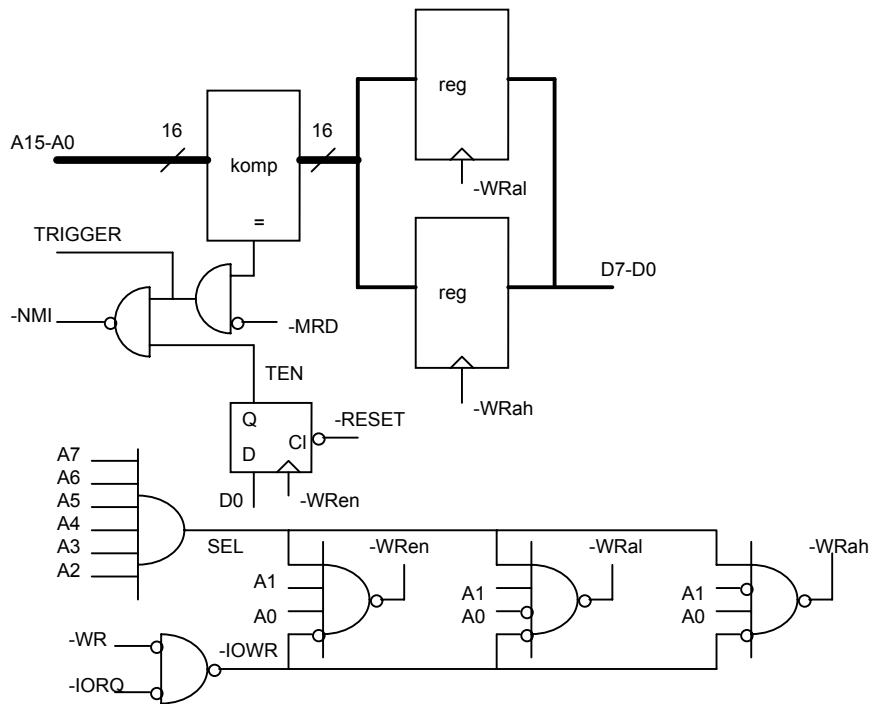 reg
16
16
A15-A0
komp
-WRal
=
TRIGGER
D7-D0
reg
-NMI
-MRD
TEN
-WRah
Q
-RESET
Cl
D
D0
-WRen
A7
A6
A5
A4
A3
A2
SEL
-WRen
-WRal
-WRah
A1
A0
A1
A0
A1
A0
-WR
-IOWR
-IORQ